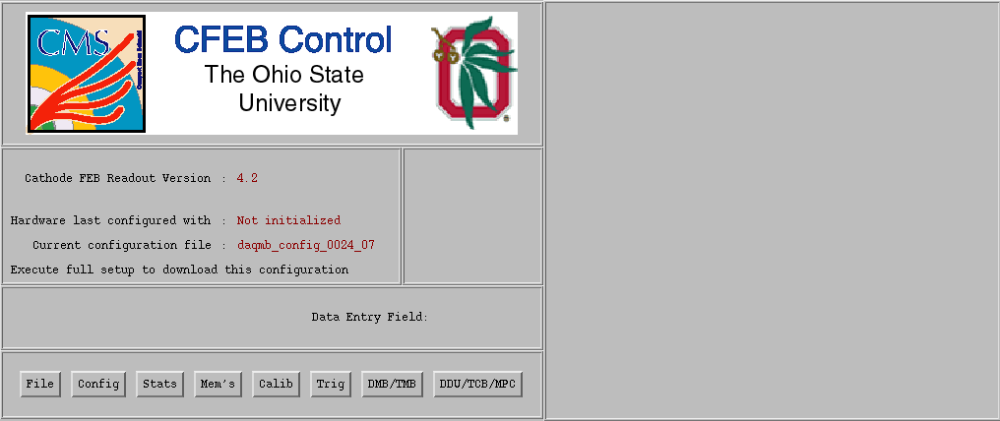 CMS
CFEB Control
The Ohio State
University
Cathode FEB Readout Version : 4.2
Hardware last configured with : Not initialized
Current configuration file : daqmb_config_0024_07
Execute full setup to download this configuration
Data Entry Field:
File Config Stats Mem's Calib Trig DMB/TMB DDU/TCB/MPC